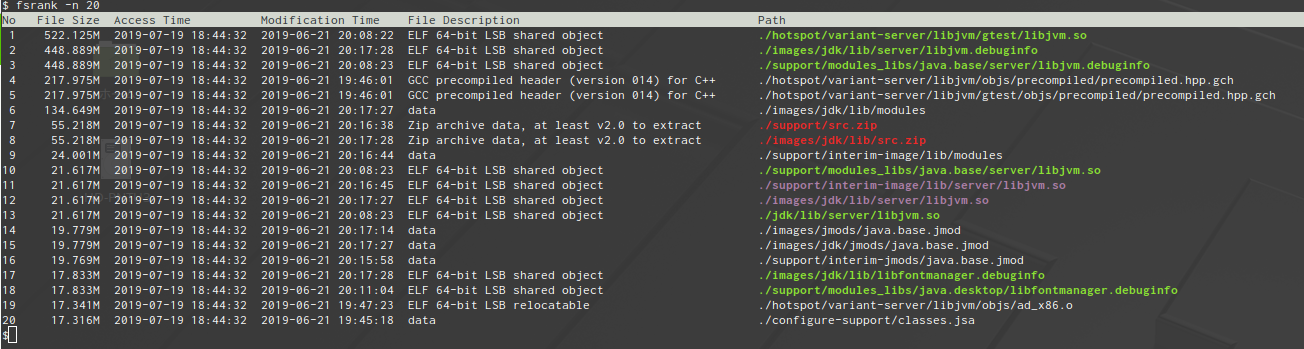 $ fsrank -n 20
No File Size Access Time Modification Time File Description Path
1 522.125M 2019-07-19 18:44:32 2019-06-21 20:08:22 ELF 64-bit LSB shared object ./hotspot/variant-server/libjvm/gtest/libjvm.so
2 448.889M 2019-07-19 18:44:32 2019-06-21 20:17:28 ELF 64-bit LSB shared object ./images/jdk/lib/server/libjvm.debuginfo
3 448.889M 2019-07-19 18:44:32 2019-06-21 20:08:23 ELF 64-bit LSB shared object ./support/modules_libs/java.base/server/libjvm.debuginfo
4 217.975M 2019-07-19 18:44:32 2019-06-21 19:46:01 GCC precompiled header (version 014) for C++ ./hotspot/variant-server/libjvm/objs/precompiled/precompiled.hpp.gch
5 217.975M 2019-07-19 18:44:32 2019-06-21 19:46:01 GCC precompiled header (version 014) for C++ ./hotspot/variant-server/libjvm/gtest/objs/precompiled/precompiled.hpp.gch
6 134.649M 2019-07-19 18:44:32 2019-06-21 20:17:27 data ./images/jdk/lib/modules
7 55.218M 2019-07-19 18:44:32 2019-06-21 20:16:38 Zip archive data, at least v2.0 to extract ./support/src.zip
8 55.218M 2019-07-19 18:44:32 2019-06-21 20:17:28 Zip archive data, at least v2.0 to extract ./images/jdk/lib/src.zip
9 24.001M 2019-07-19 18:44:32 2019-06-21 20:16:44 data ./support/interim-image/lib/modules
10 21.617M 2019-07-19 18:44:32 2019-06-21 20:08:23 ELF 64-bit LSB shared object ./support/modules_libs/java.base/server/libjvm.so
11 21.617M 2019-07-19 18:44:32 2019-06-21 20:16:45 ELF 64-bit LSB shared object ./support/interim-image/lib/server/libjvm.so
12 21.617M 2019-07-19 18:44:32 2019-06-21 20:17:27 ELF 64-bit LSB shared object ./images/jdk/lib/server/libjvm.so
13 21.617M 2019-07-19 18:44:32 2019-06-21 20:08:23 ELF 64-bit LSB shared object ./jdk/lib/server/libjvm.so
14 19.779M 2019-07-19 18:44:32 2019-06-21 20:17:14 data ./images/jmods/java.base.jmod
15 19.779M 2019-07-19 18:44:32 2019-06-21 20:17:27 data ./images/jdk/jmods/java.base.jmod
16 19.769M 2019-07-19 18:44:32 2019-06-21 20:15:58 data ./support/interim-jmods/java.base.jmod
17 17.833M 2019-07-19 18:44:32 2019-06-21 20:17:28 ELF 64-bit LSB shared object ./images/jdk/lib/libfontmanager.debuginfo
18 17.833M 2019-07-19 18:44:32 2019-06-21 20:11:04 ELF 64-bit LSB shared object ./support/modules_libs/java.desktop/libfontmanager.debuginfo
19 17.341M 2019-07-19 18:44:32 2019-06-21 19:47:23 ELF 64-bit LSB relocatable ./hotspot/variant-server/libjvm/objs/ad_x86.o
20 17.316M 2019-07-19 18:44:32 2019-06-21 19:45:18 data ./configure-support/classes.jsa
$